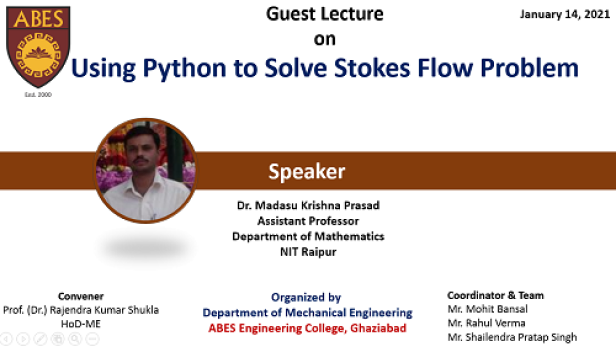 ABES
Estd. 2000
Guest Lecture
on
January 14, 2021
Using Python to Solve Stokes Flow Problem
Speaker
Dr. Madasu Krishna Prasad
Assistant Professor
Department of Mathematics
NIT Raipur
Convener
Prof. (Dr.) Rajendra Kumar Shukla
HoD-ME
Organized by
Department of Mechanical Engineering
ABES Engineering College, Ghaziabad
Coordinator & Team
Mr. Mohit Bansal
Mr. Rahul Verma
Mr. Shailendra Pratap Singh